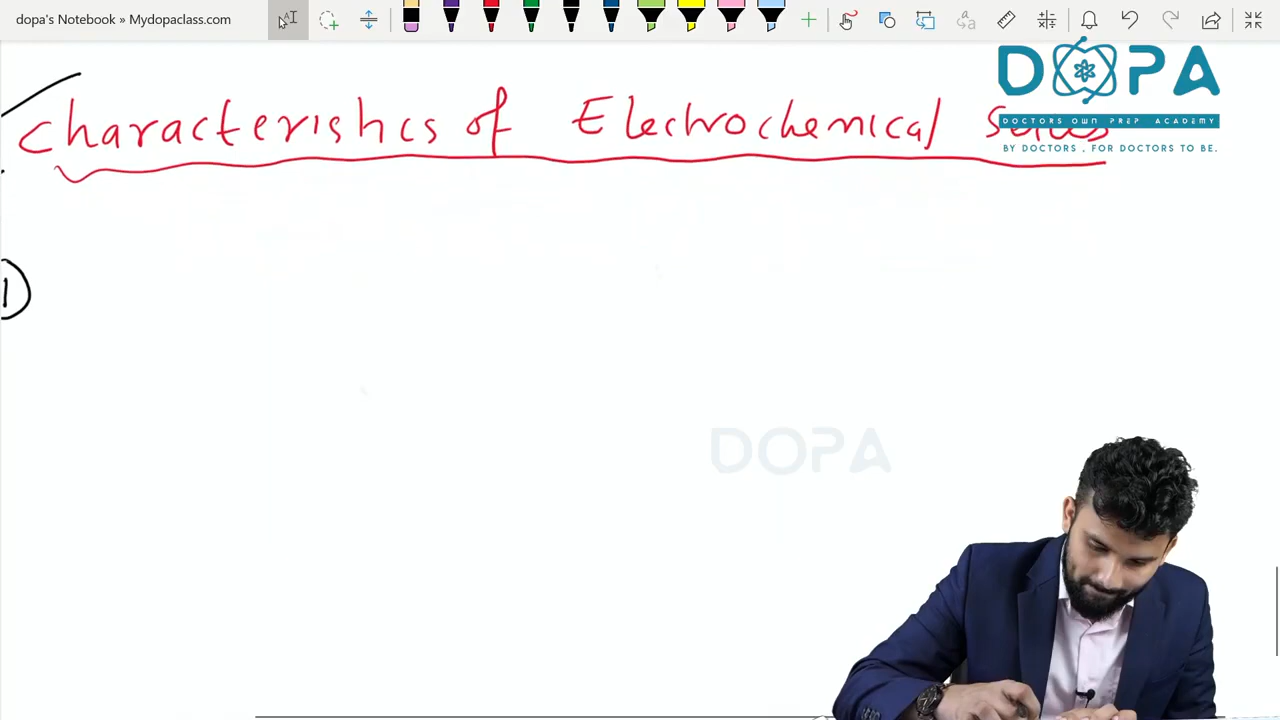 dopa's Notebook » Mydopaclass.com
DOPA
DOCTORS OWN PREP ACADEMY
BY DOCTORS . FOR DOCTORS TO BE.
Characteristics of Electrochemical Series
1
DOPA